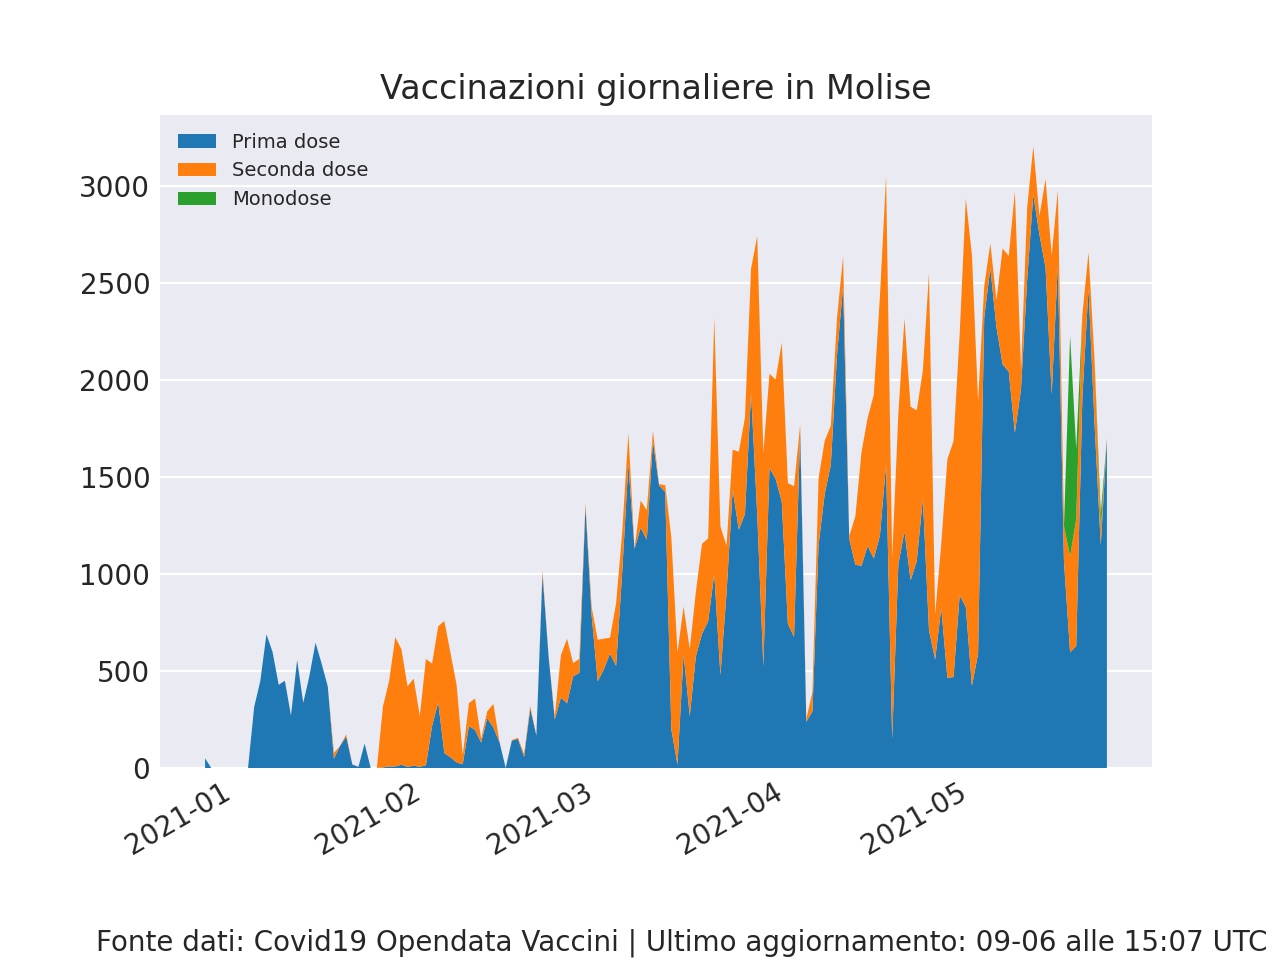 Vaccinazioni giornaliere in Molise
Prima dose
Seconda dose
Monodose
3000
2500
2000
1500
1000
500
0
2021-01
2021-02
2021-03
2021-04
2021-05
Fonte dati: Covid19 Opendata Vaccini | Ultimo aggiornamento: 09-06 alle 15:07 UTC